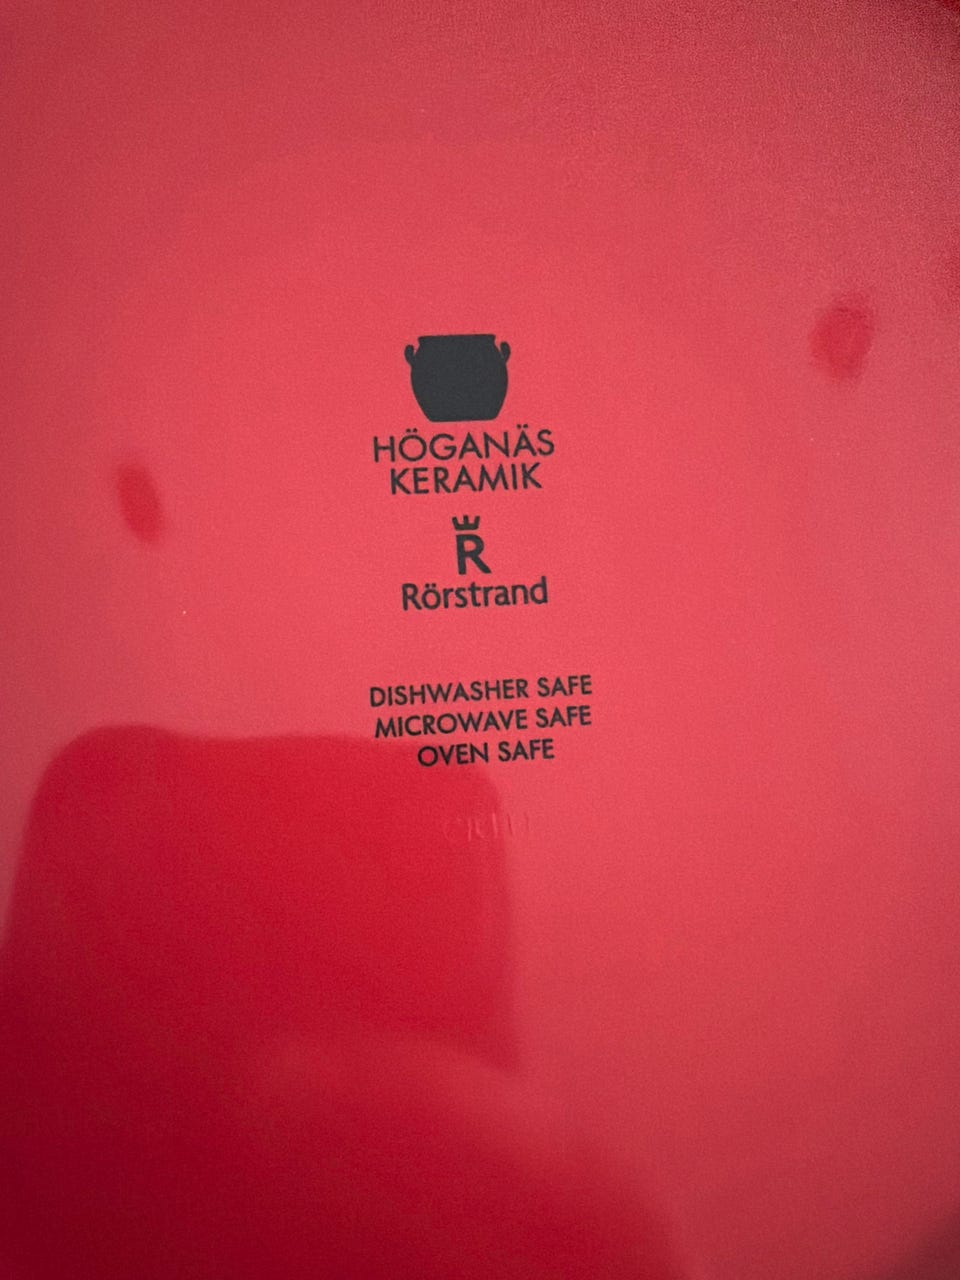 HÖGANÄS
KERAMIK
R
Rörstrand
DISHWASHER SAFE
MICROWAVE SAFE
OVEN SAFE